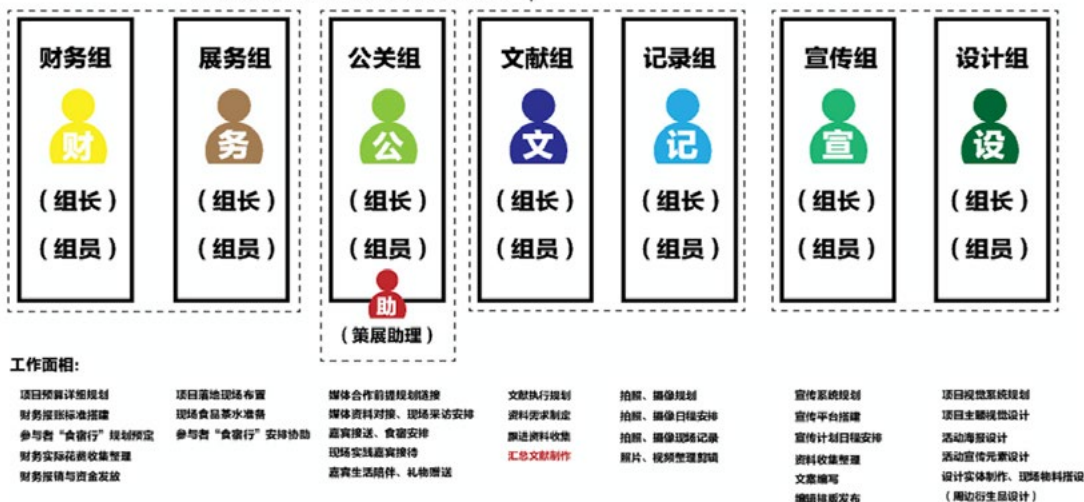 财务组
展务组
公关组
文献组
记录组
宣传组
设计组
财
务
公
文
记
宣
设
（组长）
（组长）
（组长）
（组长）
（组长）
（组长）
（组长）
（组员）
（组员）
（组员）
（组员）
（组员）
（组员）
（组员）
助
（策展助理）
工作面相：
项目预算详细规划
财务报账标准搭建
参与者“食宿行”规划预定
财务实际花费收集整理
财务报销与资金发放
项目落地现场布置
现场食品茶水准备
参与者“食宿行”安排协助
媒体合作前提规划链接
媒体资料对接、现场采访安排
嘉宾接送、食宿安排
现场实践嘉宾接待
嘉宾生活陪伴、礼物赠送
文献执行规划
资料需求制定
跟进资料收集
汇总文献制作
拍照、摄像规划
拍照、摄像日程安排
拍照、摄像现场记录
照片、视频整理剪辑
宣传系统规划
宣传平台搭建
宣传计划日程安排
资料收集整理
文案编写
编辑排版发布
项目视觉系统规划
项目主题视觉设计
活动海报设计
活动宣传元素设计
设计实体制作、现场物料搭设
（周边衍生品设计）